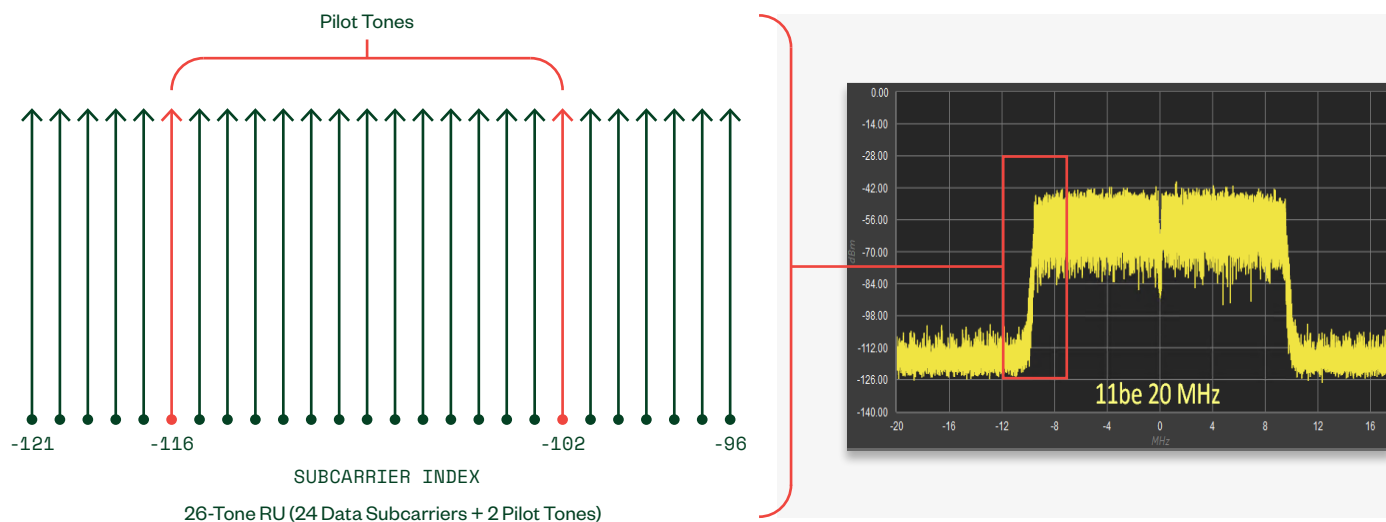 Pilot Tones
-121 -116 -102 -96
SUBCARRIER INDEX
26-Tone RU (24 Data Subcarriers + 2 Pilot Tones)
0.00
-14.00
-28.00
-42.00
-56.00
-70.00
-84.00
-98.00
-112.00
-126.00
-140.00
dBm
11be 20 MHz
-20 -16 -12 -8 -4 0 4 8 12 16
MHz